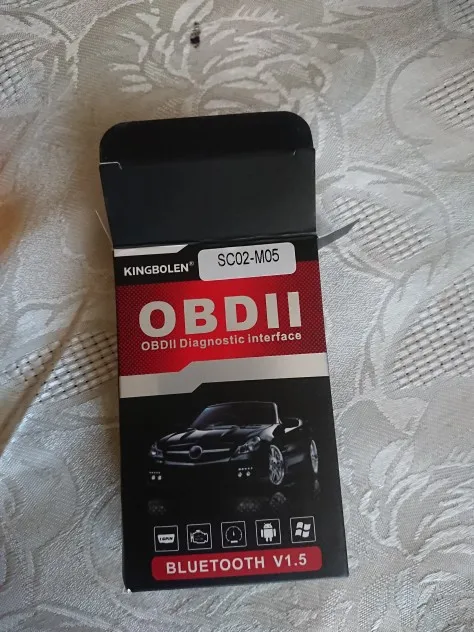 KINGBOLEN®
SC02-M05
OBDII
OBDII Diagnostic interface
BLUETOOTH V1.5